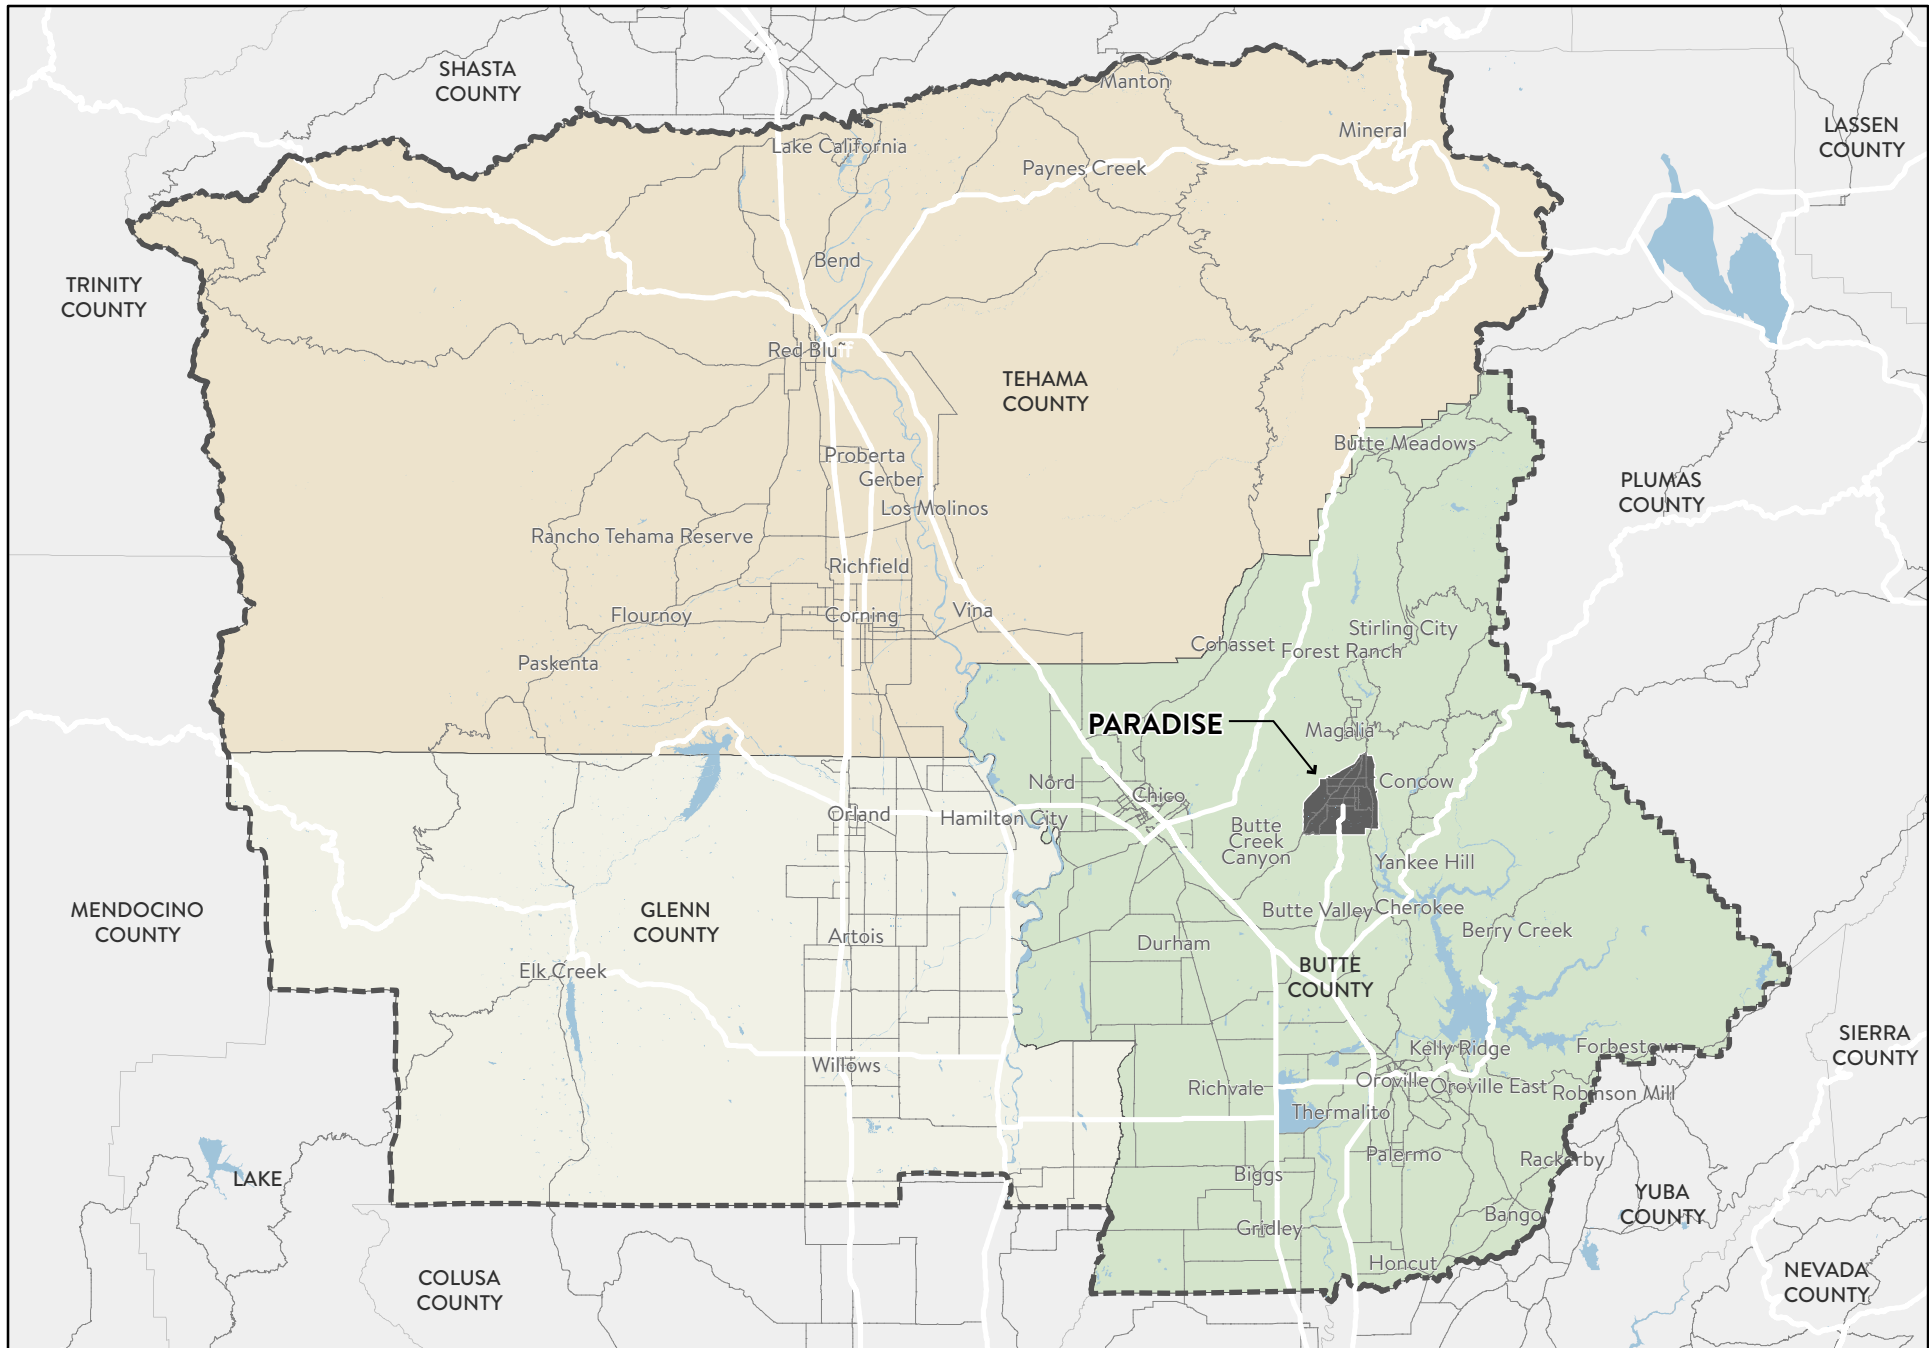 SHASTA
COUNTY
Manton
Mineral
LASSEN
COUNTY
Lake California
Paynes Creek
Bend
TRINITY
COUNTY
Red Bluff
TEHAMA
COUNTY
Butte Meadows
Proberta
Gerber
PLUMAS
COUNTY
Los Molinos
Rancho Tehama Reserve
Richfield
Flournoy
Corning
Vina
Stirling City
Cohasset
Forest Ranch
Paskenta
PARADISE
Magalia
Nord
Chico
Concow
Orland
Hamilton City
Butte
Creek
Canyon
Yankee Hill
MENDOCINO
COUNTY
GLENN
COUNTY
Butte Valley
Cherokee
Artois
Durham
Berry Creek
Elk Creek
BUTTE
COUNTY
SIERRA
COUNTY
Kelly Ridge
Forbestown
Willows
Richvale
Oroville
Oroville East
Robinson Mill
Thermalito
Palermo
Rackerby
LAKE
Biggs
YUBA
COUNTY
Bango
Gridley
Honcut
COLUSA
COUNTY
NEVADA
COUNTY